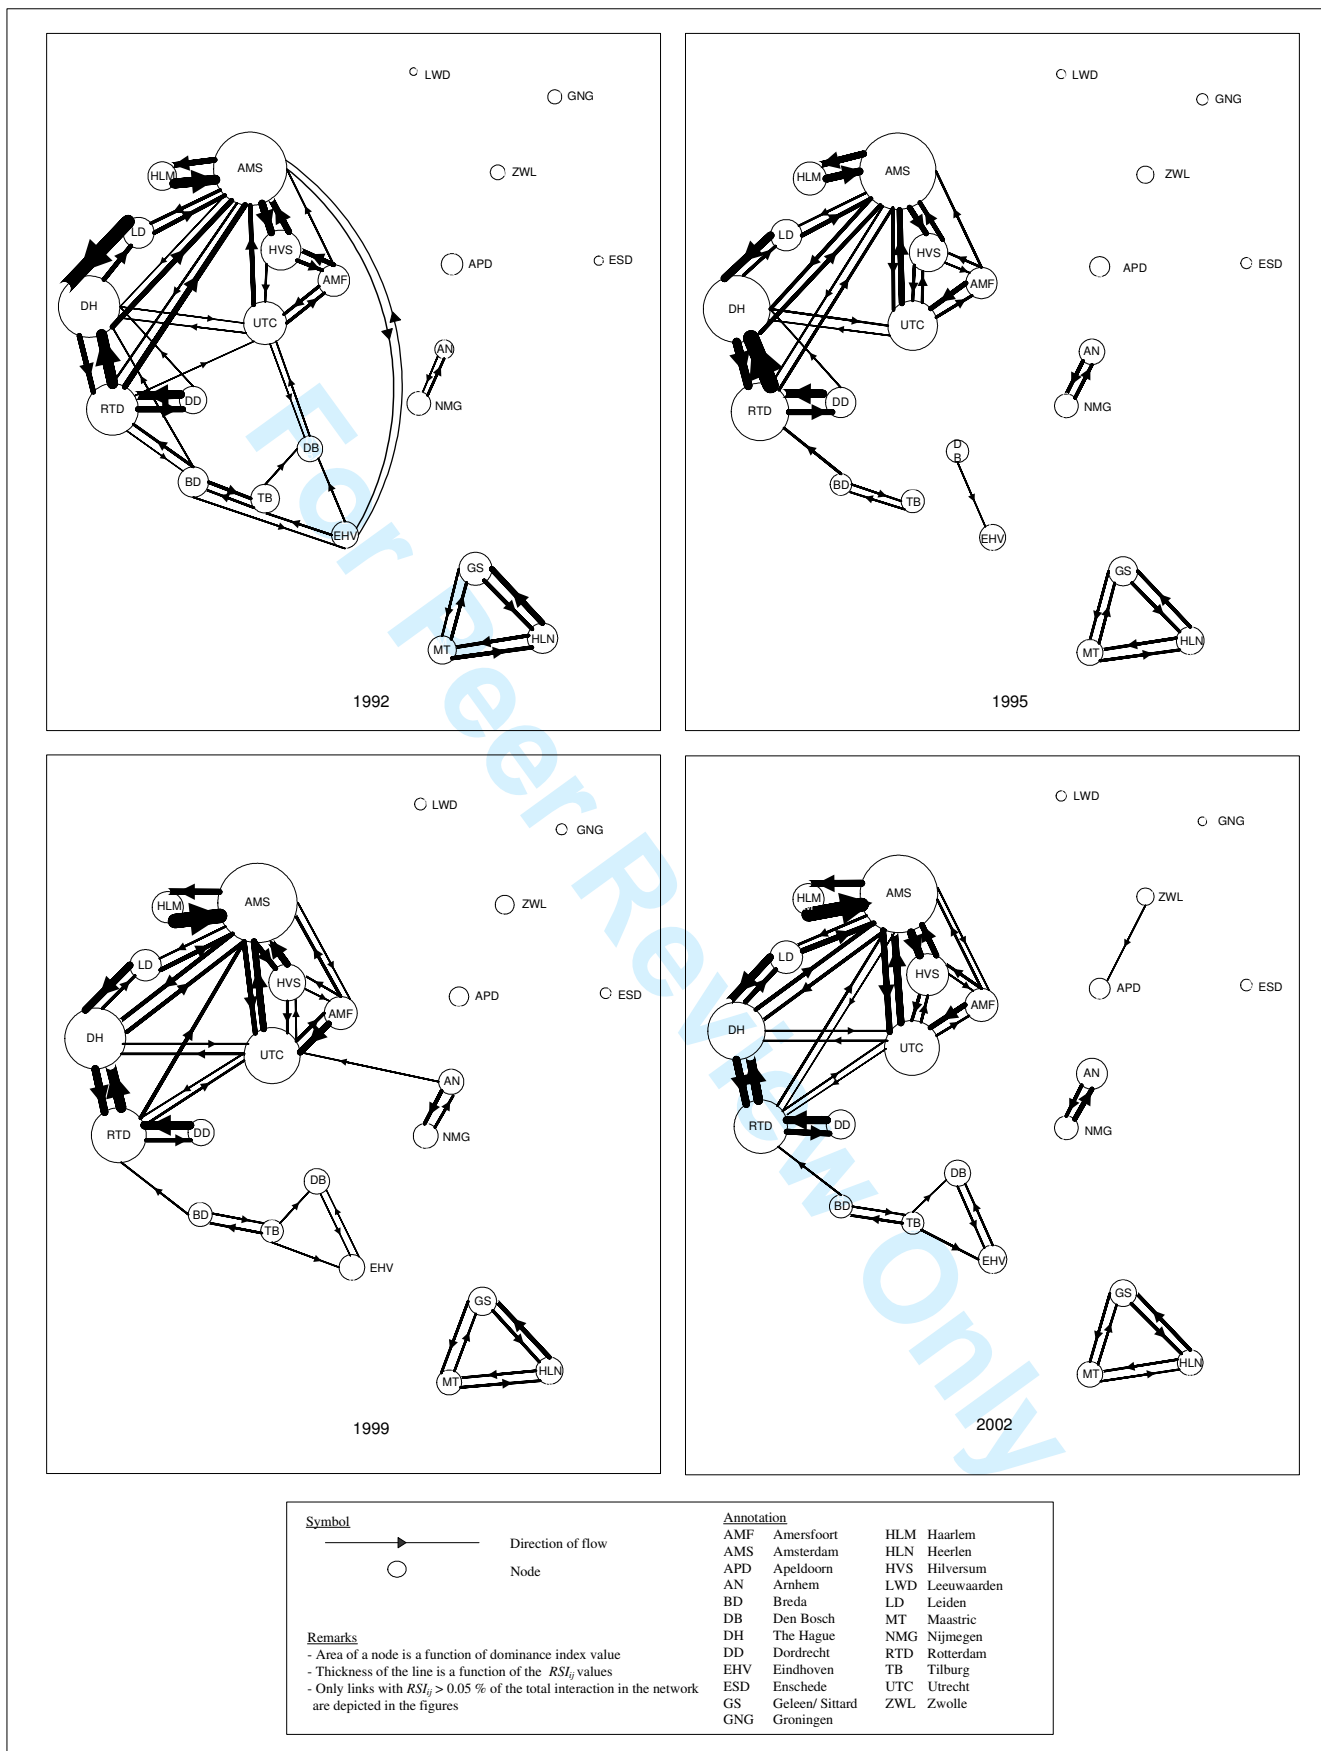 LWD
GNG
AMS
HLM
ZWL
LD
HVS
APD
ESD
AMF
DH
UTC
AN
NMG
RTD
DD
DB
BD
TB
EHV
GS
MT
HLN
1992
LWD
GNG
AMS
HLM
ZWL
LD
HVS
APD
ESD
AMF
DH
UTC
AN
NMG
RTD
DD
D
B
BD
TB
EHV
GS
MT
HLN
1995
LWD
GNG
AMS
HLM
ZWL
LD
HVS
APD
ESD
AMF
DH
UTC
AN
NMG
RTD
DD
DB
BD
TB
EHV
GS
MT
HLN
1999
LWD
GNG
AMS
HLM
ZWL
LD
HVS
APD
ESD
AMF
DH
UTC
AN
NMG
RTD
DD
DB
BD
TB
EHV
GS
MT
HLN
2002
For Peer Review Only
Symbol
Direction of flow
Node
Remarks
- Area of a node is a function of dominance index value
- Thickness of the line is a function of the RSIij values
- Only links with RSIij > 0.05 % of the total interaction in the network
are depicted in the figures
Annotation
AMF Amersfoort
AMS Amsterdam
APD Apeldoorn
AN Arnhem
BD Breda
DB Den Bosch
DH The Hague
DD Dordrecht
EHV Eindhoven
ESD Enschede
GS Geleen/ Sittard
GNG Groningen
HLM Haarlem
HLN Heerlen
HVS Hilversum
LWD Leeuwaarden
LD Leiden
MT Maastric
NMG Nijmegen
RTD Rotterdam
TB Tilburg
UTC Utrecht
ZWL Zwolle